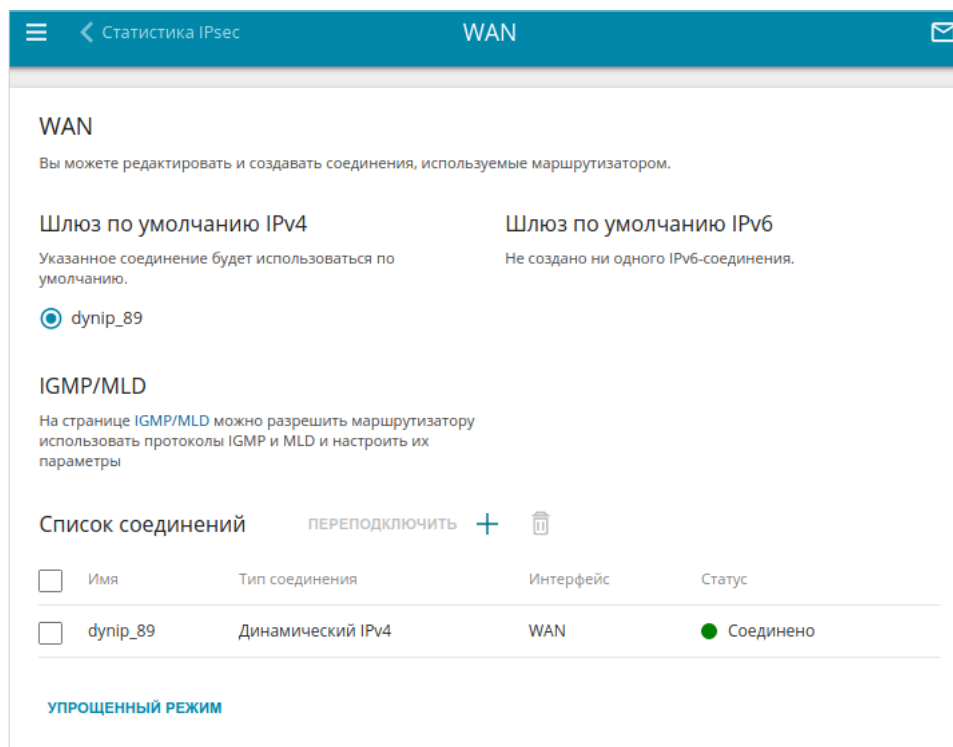 Статистика IPsec
WAN
WAN
Вы можете редактировать и создавать соединения, используемые маршрутизатором.
Шлюз по умолчанию IPv4
Указанное соединение будет использоваться по
умолчанию.
dynip_89
Шлюз по умолчанию IPv6
Не создано ни одного IPv6-соединения.
IGMP/MLD
На странице IGMP/MLD можно разрешить маршрутизатору
использовать протоколы IGMP и MLD и настроить их
параметры
Список соединений ПЕРЕПОДКЛЮЧИТЬ
Имя Тип соединения Интерфейс Статус
dynip_89 Динамический IPv4 WAN Соединено
УПРОЩЕННЫЙ РЕЖИМ